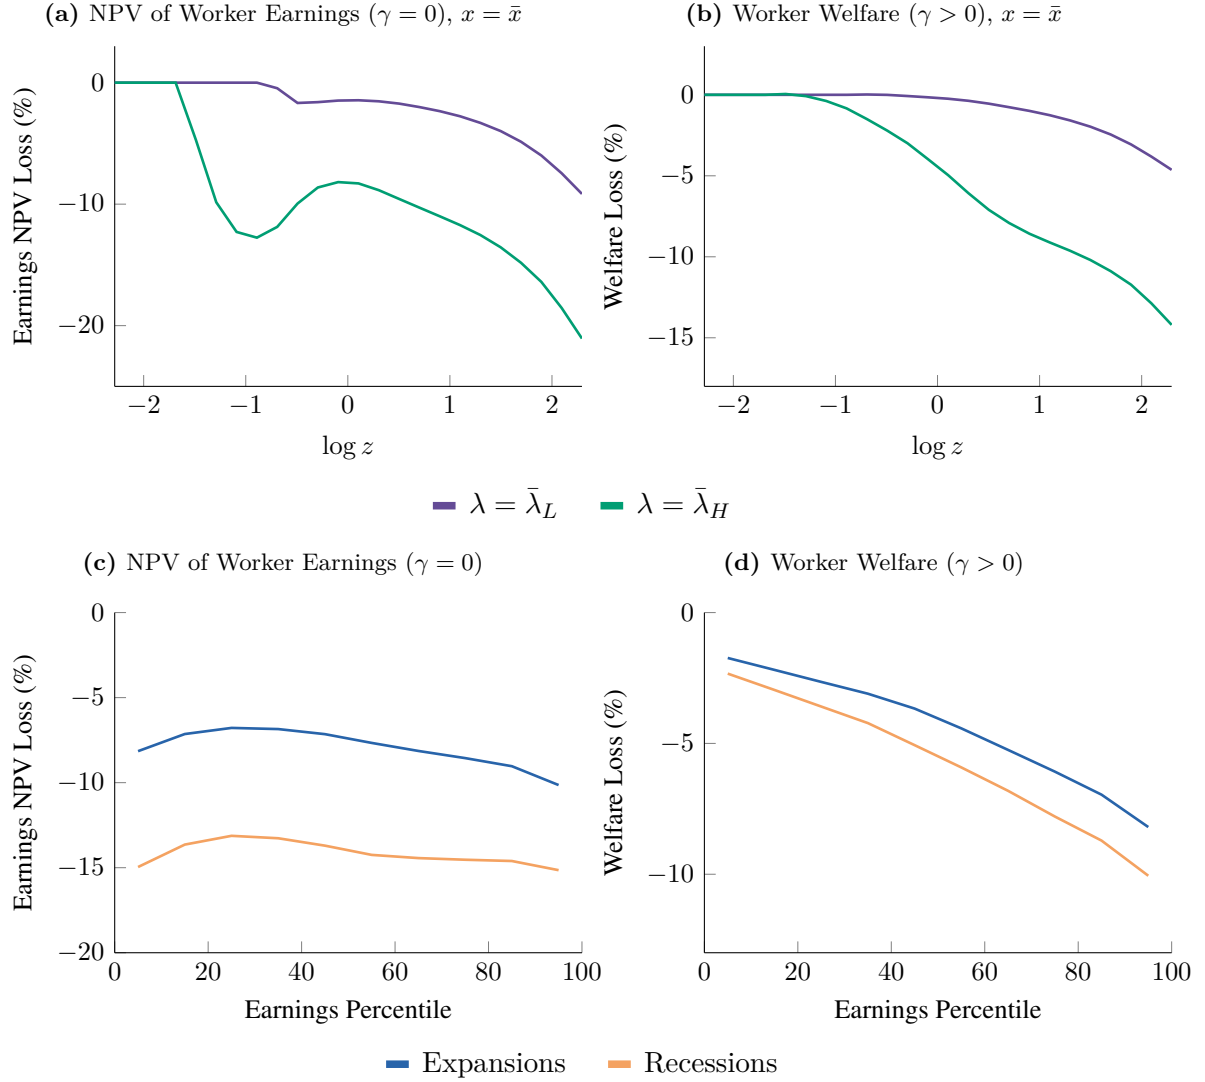 (a) NPV of Worker Earnings (γ = 0), x = x̄
(b) Worker Welfare (γ > 0), x = x̄
Earnings NPV Loss (%)
0
−10
−20
−2 −1 0 1 2
log z
Welfare Loss (%)
0
−5
−10
−15
−2 −1 0 1 2
log z
λ = λ̄_L λ = λ̄_H
(c) NPV of Worker Earnings (γ = 0)
(d) Worker Welfare (γ > 0)
Earnings NPV Loss (%)
0
−5
−10
−15
−20
0 20 40 60 80 100
Earnings Percentile
Welfare Loss (%)
0
−5
−10
0 20 40 60 80 100
Earnings Percentile
Expansions Recessions